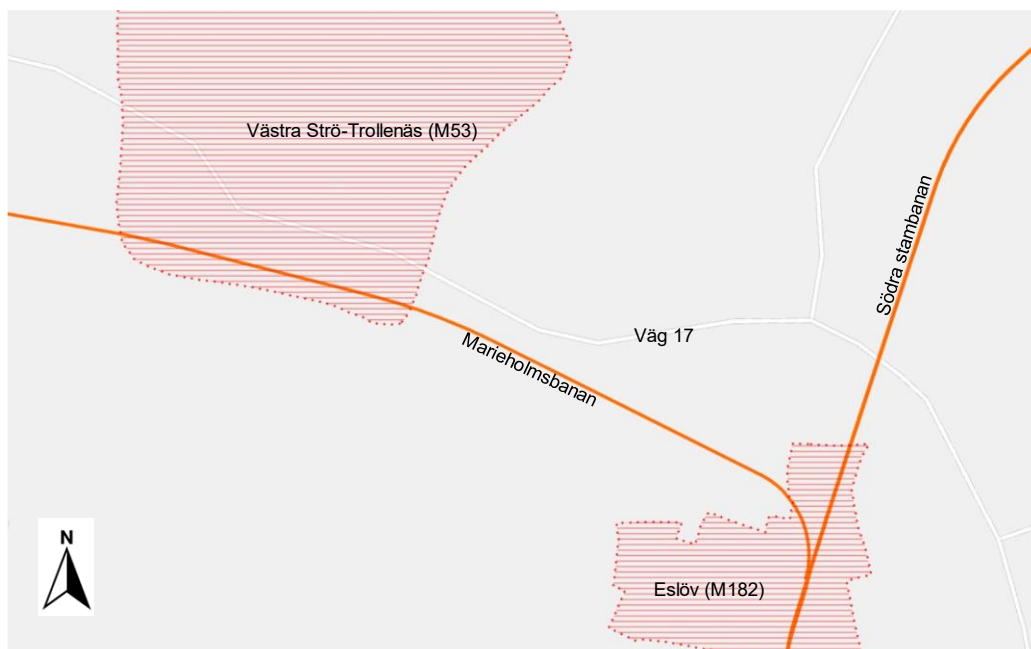 Västra Strö-Trollenäs (M53)
Södra stambanan
Väg 17
Marieholmsbanan
N
Eslöv (M182)